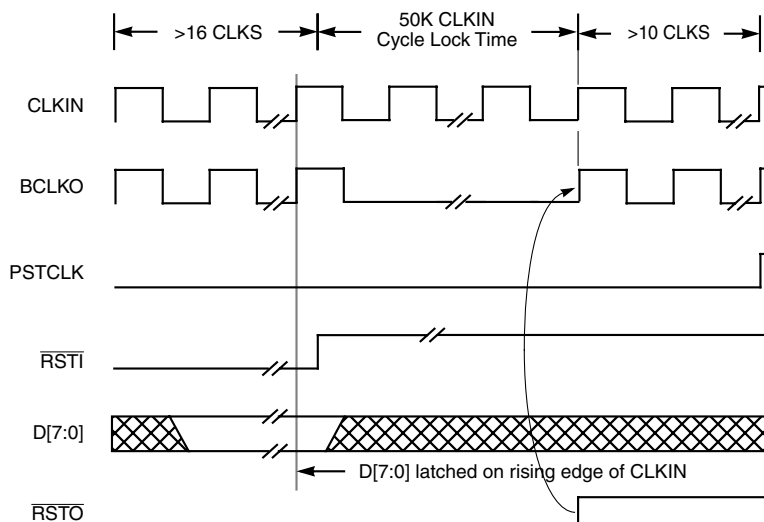 >16 CLKS
50K CLKIN
Cycle Lock Time
>10 CLKS
CLKIN
BCLKO
PSTCLK
RSTI
D[7:0]
D[7:0] latched on rising edge of CLKIN
RSTO